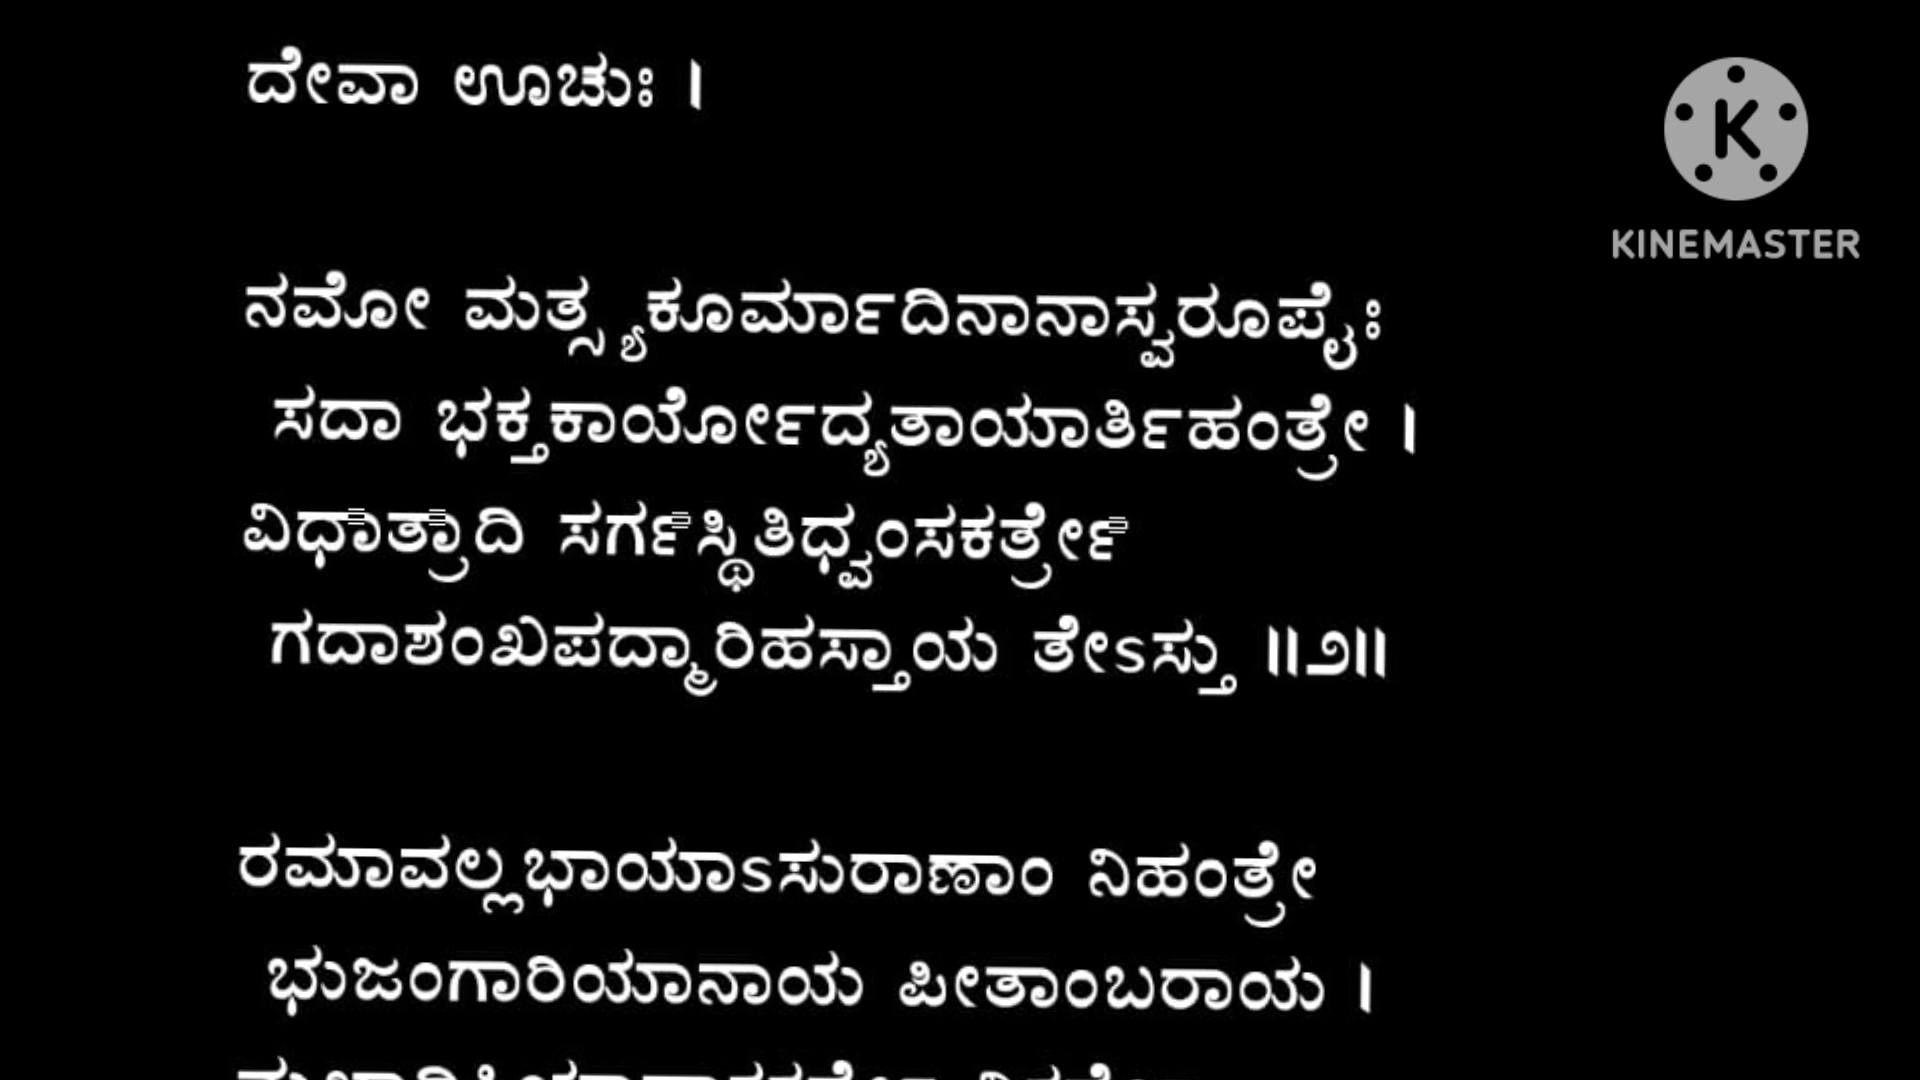 ದೇವಾ ಊಚುಃ ।
KINEMASTER
ನಮೋ ಮತ್ಸ್ಯಕೂರ್ಮಾದಿನಾನಾಸ್ವರೂಪೈಃ
ಸದಾ ಭಕ್ತಕಾರ್ಯೋದ್ಯತಾಯಾರ್ತಿಹಂತ್ರೇ ।
ವಿಧಾತ್ರಾದಿ ಸರ್ಗಸ್ಥಿತಿಧ್ವಂಸಕರ್ತ್ರೇ
ಗದಾಶಂಖಪದ್ಮಾರಿಹಸ್ತಾಯ ತೇಽಸ್ತು ॥೨॥
ರಮಾವಲ್ಲಭಾಯಾಽಸುರಾಣಾಂ ನಿಹಂತ್ರೇ
ಭುಜಂಗಾರಿಯಾನಾಯ ಪೀತಾಂಬರಾಯ ।